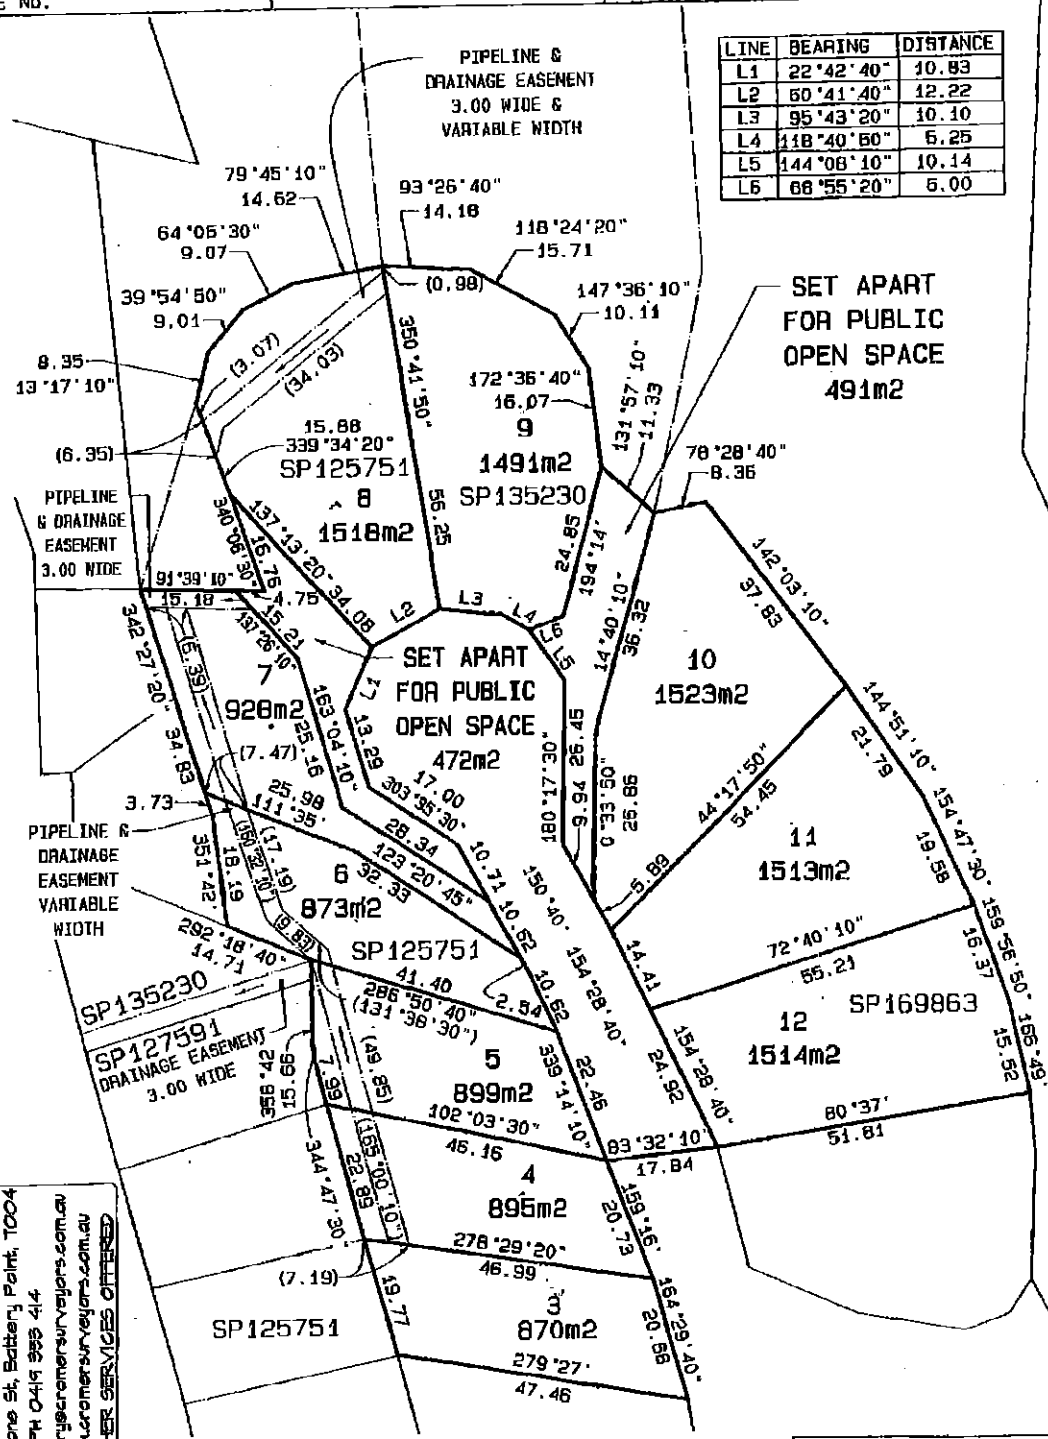 LINE BEARING DISTANCE
L1 22°42'40" 10.83
L2 60°41'40" 12.22
L3 95°43'20" 10.10
L4 118°40'50" 5.25
L5 144°08'10" 10.14
L6 66°55'20" 5.00
PIPELINE &
DRAINAGE EASEMENT
3.00 WIDE &
VARIABLE WIDTH
79°45'10"
14.62
93°26'40"
14.16
118°24'20"
15.71
64°05'30"
9.07
(0.98)
147°36'10"
10.11
SET APART
FOR PUBLIC
OPEN SPACE
491m2
39°54'50"
9.01
(3.07)
(34.03)
350°41'50"
56.25
8.35
13°17'10"
172°36'40"
16.07
131°57'10"
11.33
9
1491m2
SP135230
78°28'40"
8.36
15.88
339°34'20"
SP125751
8
1518m2
(6.35)
PIPELINE
& DRAINAGE
EASEMENT
3.00 WIDE
340°06'30"
16.76
137°13'20"
34.08
24.85
194°14'
142°03'10"
37.83
91°39'10"
15.18
4.75
15.21
137°26'10"
L2
L3
L4
L6
L5
L1
14°40'10"
36.32
SET APART
FOR PUBLIC
OPEN SPACE
472m2
10
1523m2
342°27'20"
34.83
(6.39)
7
928m2
163°04'10"
25.16
13.29
17.00
303°35'30"
180°17'30"
26.45
9.94
0°33'50"
25.86
144°51'10"
21.79
44°17'50"
54.45
(7.47)
3.73
25.98
111°35'
28.34
PIPELINE &
DRAINAGE
EASEMENT
VARIABLE
WIDTH
351°42'
18.19
(17.19)
(160°32'10")
6
873m2
123°20'45"
32.33
10.71
10.62
150°40'
5.89
11
1513m2
154°47'30"
19.58
292°18'40"
14.71
(9.83)
SP125751
154°28'40"
14.41
72°40'10"
55.21
159°56'50"
16.37
SP135230
41.40
286°50'40"
(131°38'30")
2.54
10.62
SP169863
12
1514m2
SP127591
DRAINAGE EASEMENT
3.00 WIDE
358°42
15.66
7.99
(49.85)
5
899m2
339°14'10"
22.46
154°28'40"
24.92
166°49'
15.52
102°03'30"
46.16
83°32'10"
17.84
80°37'
51.81
344°47'30"
22.89
(165°00'10")
4
895m2
159°16'
20.73
278°29'20"
46.99
(7.19)
19.77
SP125751
3
870m2
164°29'40"
20.66
279°27'
47.46
St, Battery Point, 7004
PH 0419 355 414